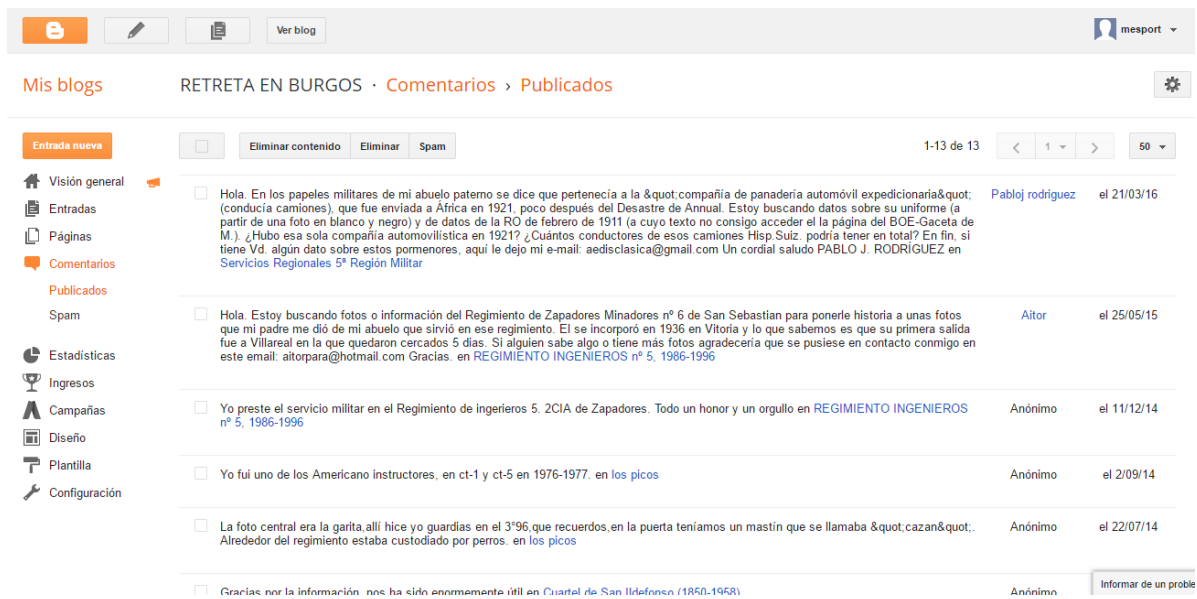 Ver blog
mesport
Mis blogs
RETRETA EN BURGOS · Comentarios › Publicados
Entrada nueva
Eliminar contenido Eliminar Spam
1-13 de 13
1
50
Visión general
Entradas
Páginas
Comentarios
Publicados
Spam
Estadísticas
Ingresos
Campañas
Diseño
Plantilla
Configuración
Hola. En los papeles militares de mi abuelo paterno se dice que pertenecía a la &quot;compañía de panadería automóvil expedicionaria&quot;
(conducía camiones), que fue enviada a África en 1921, poco después del Desastre de Annual. Estoy buscando datos sobre su uniforme (a
partir de una foto en blanco y negro) y de datos de la RO de febrero de 1911 (a cuyo texto no consigo acceder el la página del BOE-Gaceta de
M.). ¿Hubo esa sola compañía automovilística en 1921? ¿Cuántos conductores de esos camiones Hisp.Suiz. podría tener en total? En fin, si
tiene Vd. algún dato sobre estos pormenores, aquí le dejo mi e-mail: aedisclasica@gmail.com Un cordial saludo PABLO J. RODRÍGUEZ en
Servicios Regionales 5ª Región Militar
Pabloj rodriguez
el 21/03/16
Hola. Estoy buscando fotos o información del Regimiento de Zapadores Minadores nº 6 de San Sebastian para ponerle historia a unas fotos
que mi padre me dió de mi abuelo que sirvió en ese regimiento. El se incorporó en 1936 en Vitoria y lo que sabemos es que su primera salida
fue a Villareal en la que quedaron cercados 5 dias. Si alguien sabe algo o tiene más fotos agradecería que se pusiese en contacto conmigo en
este email: aitorpara@hotmail.com Gracias. en REGIMIENTO INGENIEROS nº 5, 1986-1996
Aitor
el 25/05/15
Yo preste el servicio militar en el Regimiento de ingerieros 5. 2CIA de Zapadores. Todo un honor y un orgullo en REGIMIENTO INGENIEROS
nº 5, 1986-1996
Anónimo
el 11/12/14
Yo fui uno de los Americano instructores, en ct-1 y ct-5 en 1976-1977. en los picos
Anónimo
el 2/09/14
La foto central era la garita,allí hice yo guardias en el 3°96,que recuerdos,en la puerta teníamos un mastín que se llamaba &quot;cazan&quot;.
Alrededor del regimiento estaba custodiado por perros. en los picos
Anónimo
el 22/07/14
Gracias por la información, nos ha sido enormemente útil en Cuartel de San Ildefonso (1850-1958)
Anónimo
Informar de un proble